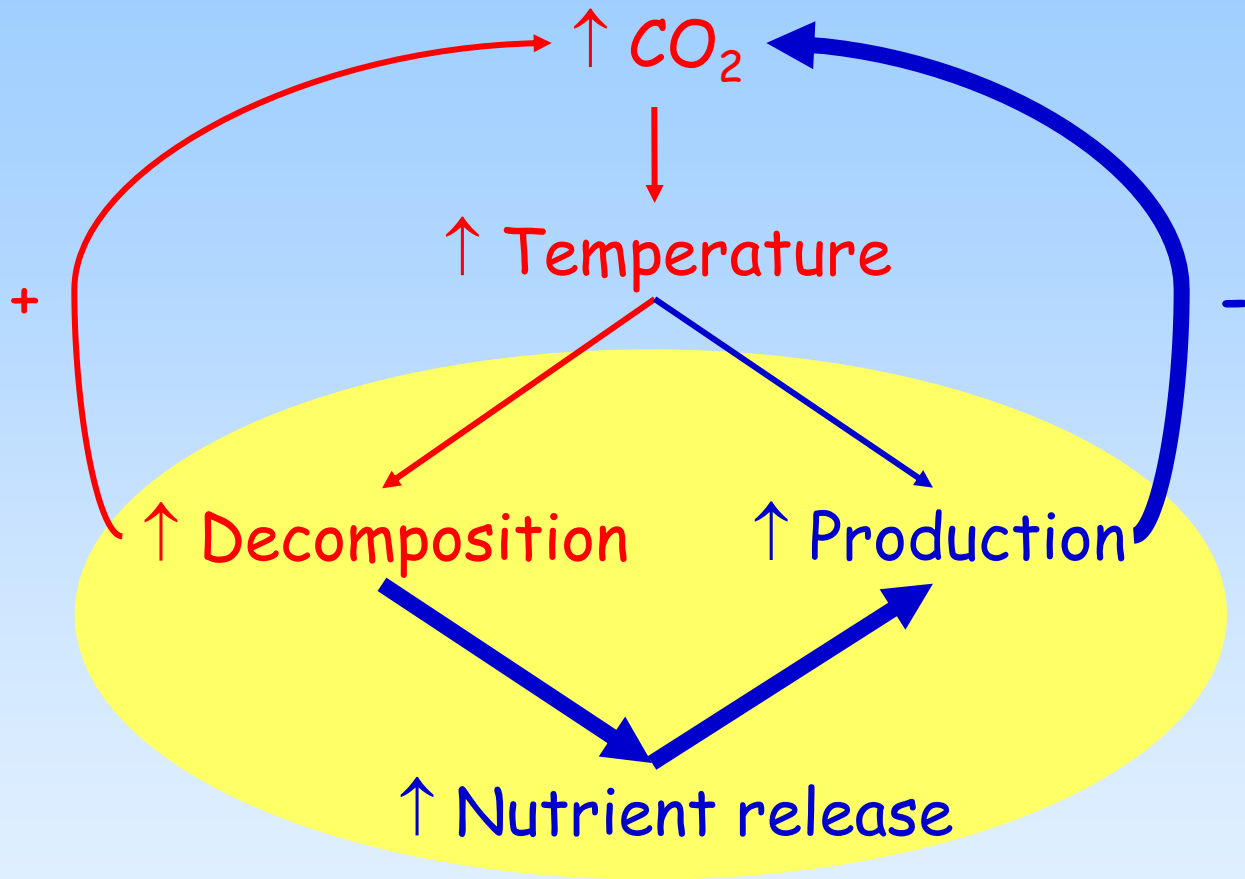 ↑ CO₂
↑ Temperature
+
–
↑ Decomposition
↑ Production
↑ Nutrient release